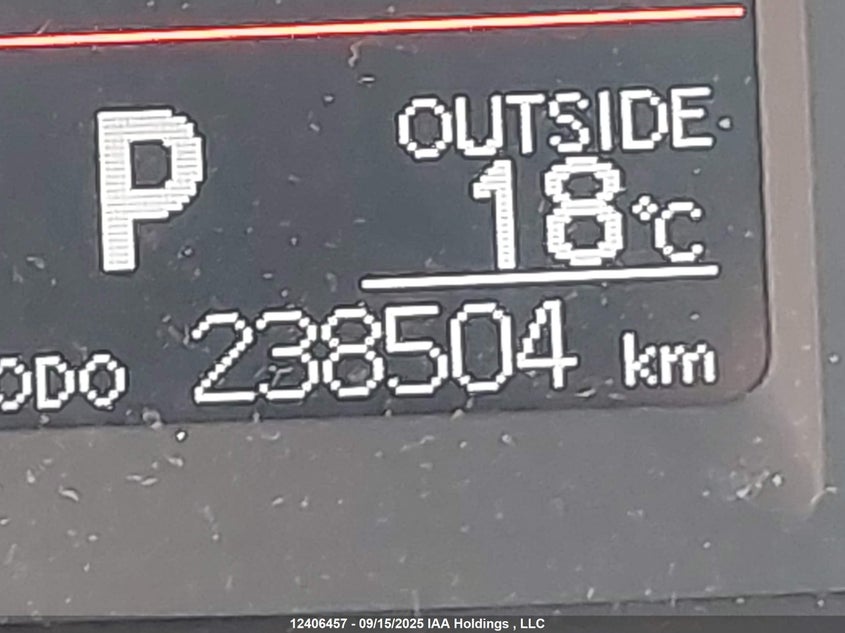 P
OUTSIDE
18°C
ODO 238504 km
12406457 - 09/15/2025 IAA Holdings , LLC